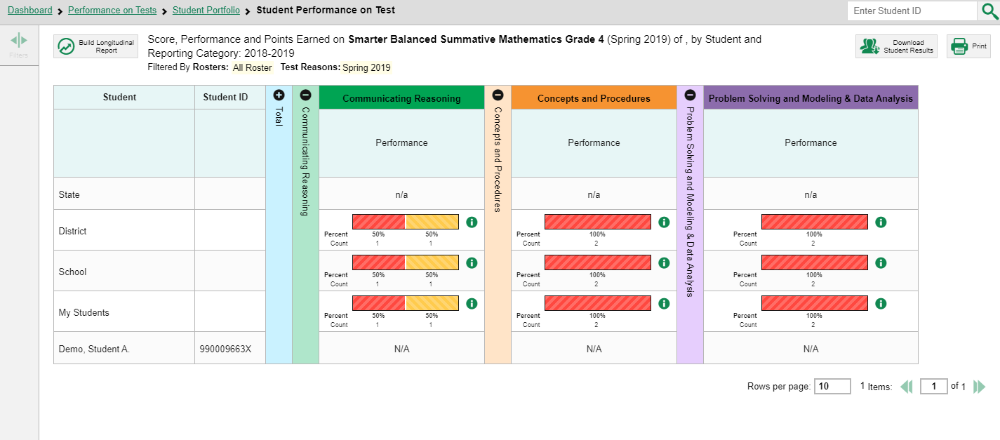 Dashboard Performance on Tests Student Portfolio Student Performance on Test
Enter Student ID
Filters
Build Longitudinal
Report
Score, Performance and Points Earned on Smarter Balanced Summative Mathematics Grade 4 (Spring 2019) of , by Student and
Reporting Category: 2018-2019
Filtered By Rosters: All Roster Test Reasons: Spring 2019
Download
Student Results
Print
Student
Student ID
Total
Communicating Reasoning
Communicating Reasoning
Concepts and Procedures
Concepts and Procedures
Problem Solving and Modeling & Data Analysis
Problem Solving and Modeling & Data Analysis
Performance Performance Performance
State n/a n/a n/a
District
Percent 50% 50% Percent 100% Percent 100%
Count 1 1 Count 2 Count 2
School
Percent 50% 50% Percent 100% Percent 100%
Count 1 1 Count 2 Count 2
My Students
Percent 50% 50% Percent 100% Percent 100%
Count 1 1 Count 2 Count 2
Demo, Student A. 990009663X N/A N/A N/A
Rows per page: 10 1 Items: 1 of 1